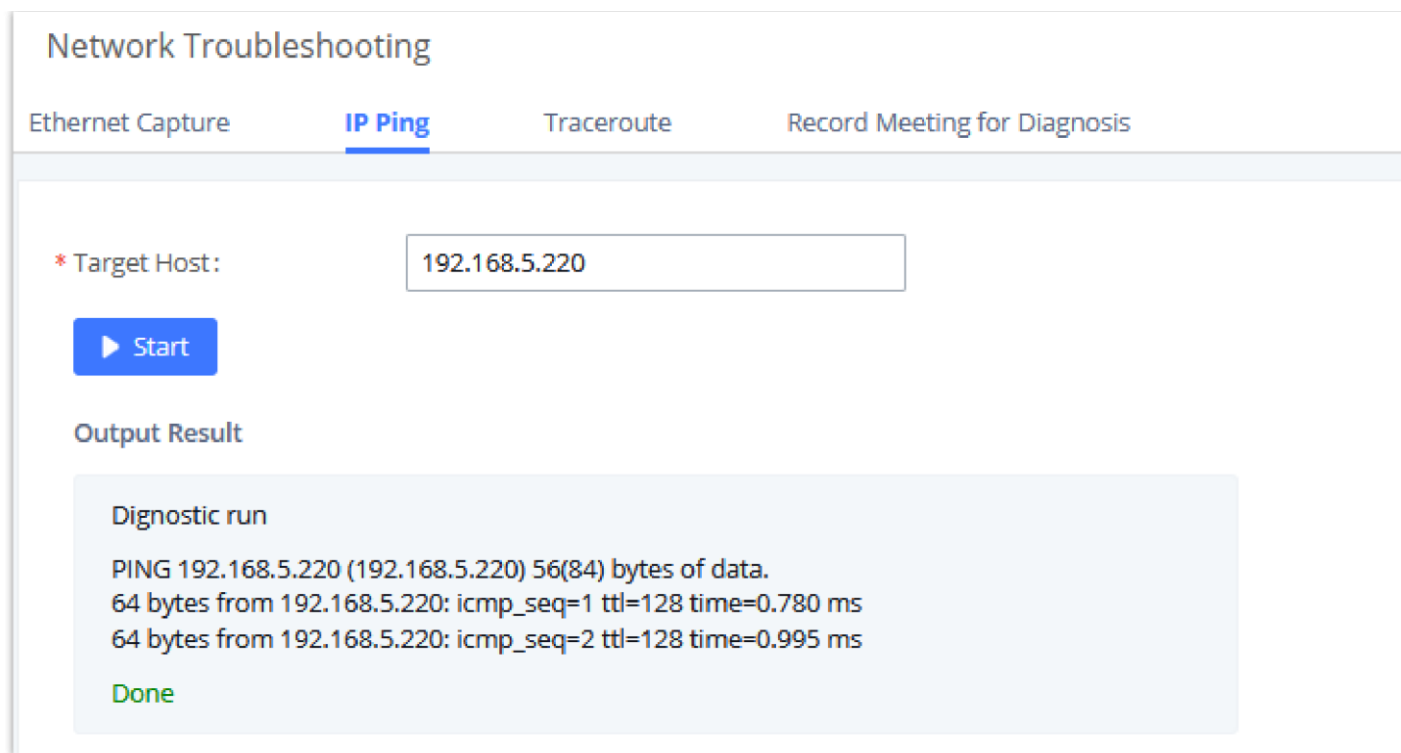 Network Troubleshooting
Ethernet Capture IP Ping Traceroute Record Meeting for Diagnosis
* Target Host: 192.168.5.220
Start
Output Result
Dignostic run
PING 192.168.5.220 (192.168.5.220) 56(84) bytes of data.
64 bytes from 192.168.5.220: icmp_seq=1 ttl=128 time=0.780 ms
64 bytes from 192.168.5.220: icmp_seq=2 ttl=128 time=0.995 ms
Done